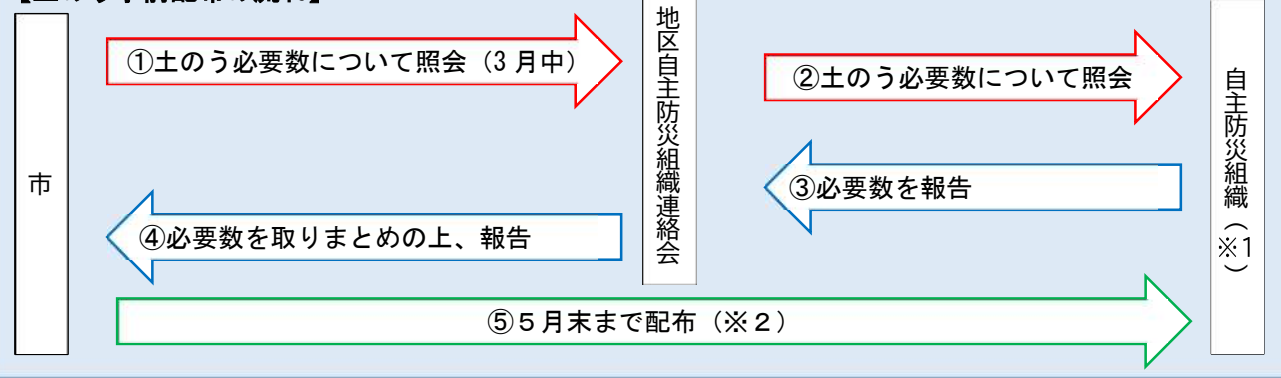 市
①土のう必要数について照会（3 月中）
地区自主防災組織連絡会
②土のう必要数について照会
自主防災組織（※1）
③必要数を報告
④必要数を取りまとめの上、報告
⑤５月末まで配布（※２）